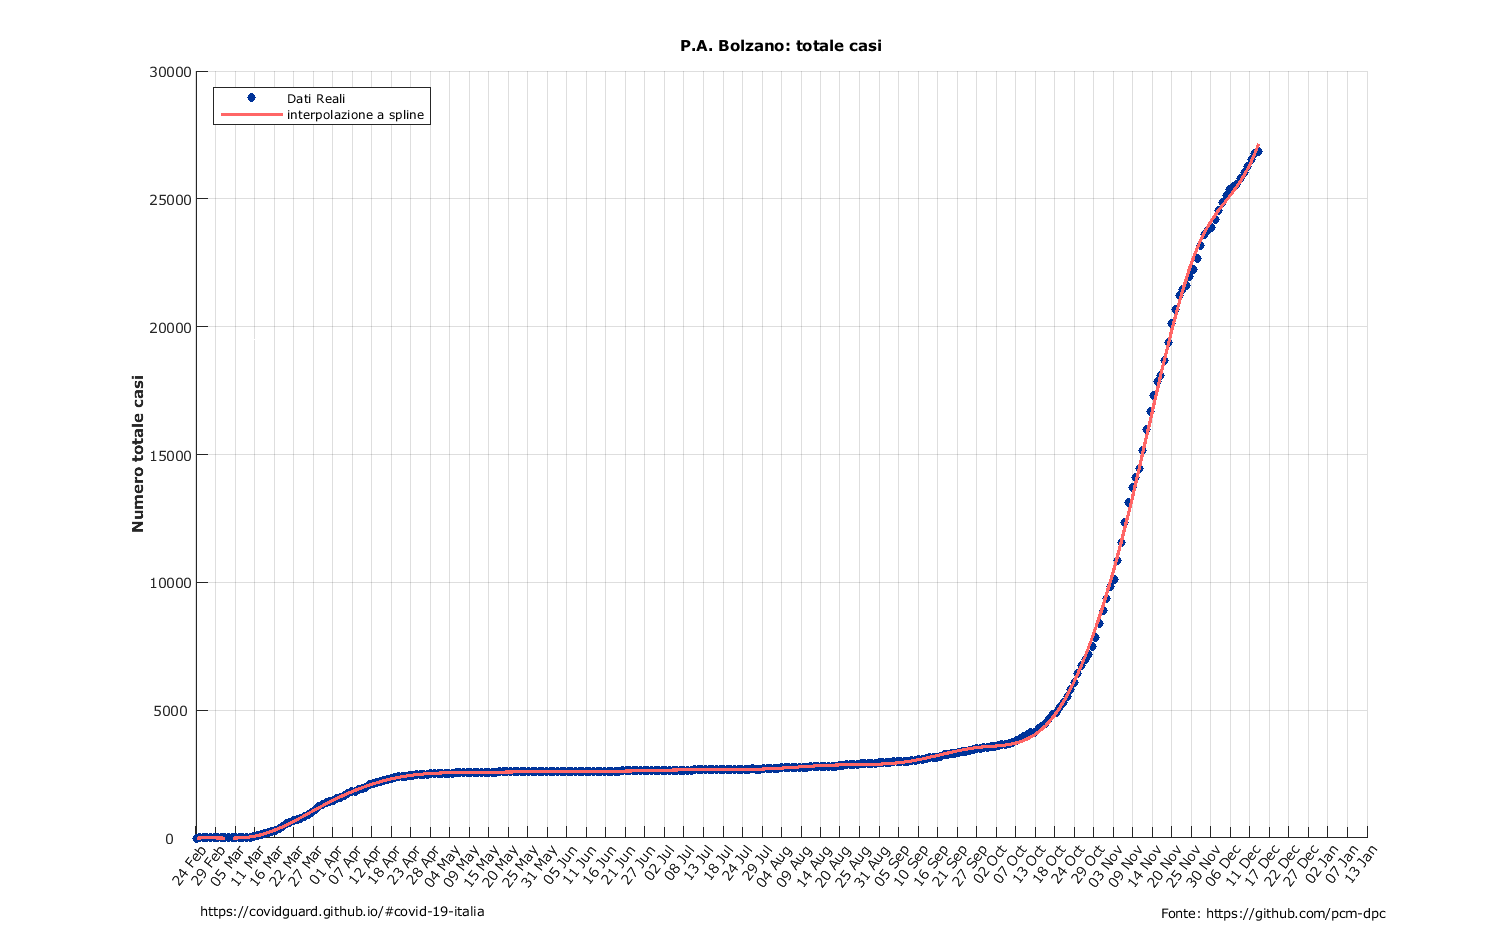 P.A. Bolzano: totale casi
30000
Dati Reali
interpolazione a spline
25000
20000
15000
10000
5000
0
Numero totale casi
24 Feb
29 Feb
05 Mar
11 Mar
16 Mar
22 Mar
27 Mar
01 Apr
07 Apr
12 Apr
18 Apr
23 Apr
28 Apr
04 May
09 May
15 May
20 May
25 May
31 May
05 Jun
11 Jun
16 Jun
21 Jun
27 Jun
02 Jul
08 Jul
13 Jul
18 Jul
24 Jul
29 Jul
04 Aug
09 Aug
14 Aug
20 Aug
25 Aug
31 Aug
05 Sep
10 Sep
16 Sep
21 Sep
27 Sep
02 Oct
07 Oct
13 Oct
18 Oct
24 Oct
29 Oct
03 Nov
09 Nov
14 Nov
20 Nov
25 Nov
30 Nov
06 Dec
11 Dec
17 Dec
22 Dec
27 Dec
02 Jan
07 Jan
13 Jan
https://covidguard.github.io/#covid-19-italia
Fonte: https://github.com/pcm-dpc